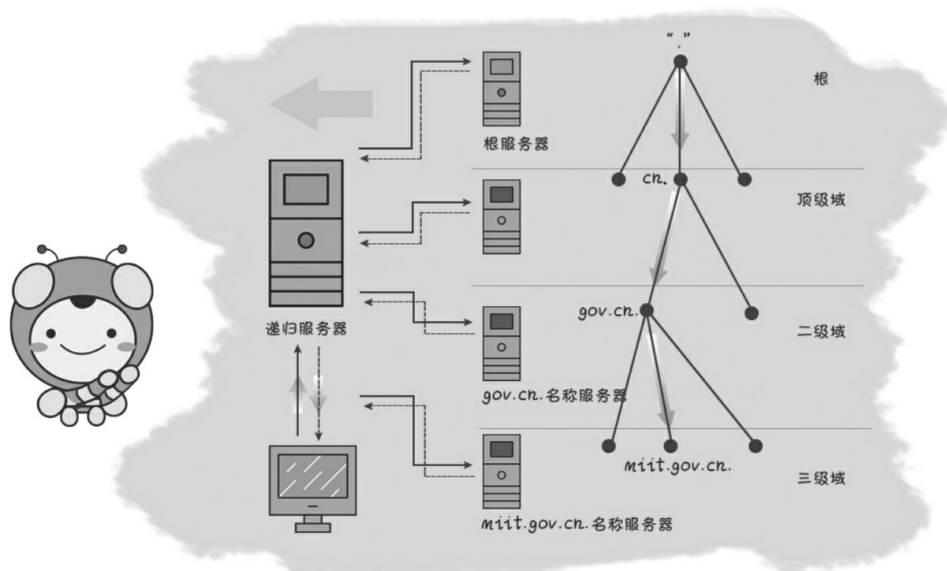 “.”
根
根服务器
cn.
顶级域
gov.cn.
二级域
递归服务器
gov.cn.名称服务器
miit.gov.cn.
三级域
miit.gov.cn.名称服务器